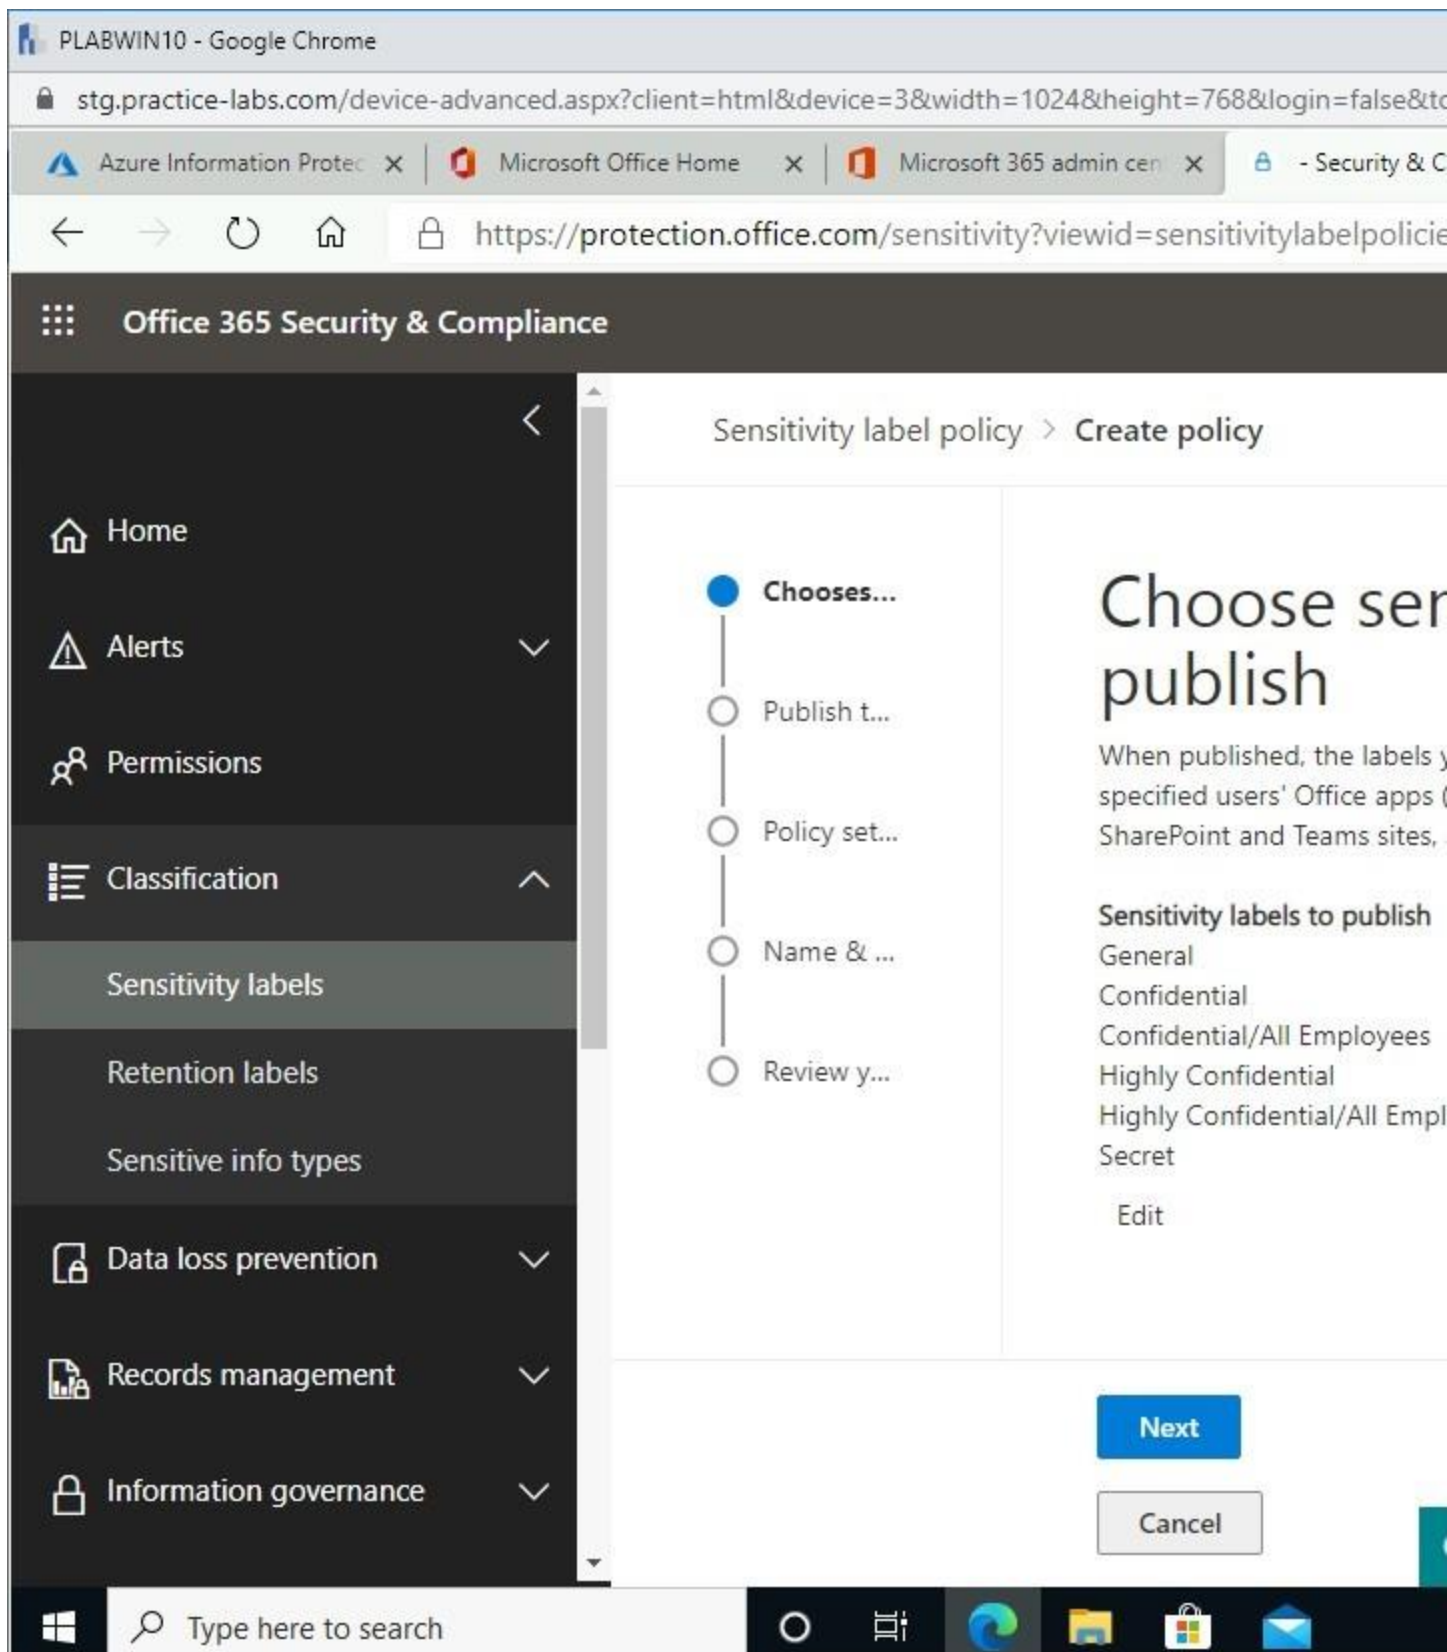 PLABWIN10 - Google Chrome
stg.practice-labs.com/device-advanced.aspx?client=html&device=3&width=1024&height=768&login=false&to
Azure Information Protec
Microsoft Office Home
Microsoft 365 admin cen
- Security & C
https://protection.office.com/sensitivity?viewid=sensitivitylabelpolicie
Office 365 Security & Compliance
Home
Alerts
Permissions
Classification
Sensitivity labels
Retention labels
Sensitive info types
Data loss prevention
Records management
Information governance
Sensitivity label policy > Create policy
Chooses...
Publish t...
Policy set...
Name & ...
Review y...
Choose sen
publish
When published, the labels y
specified users' Office apps (
SharePoint and Teams sites,
Sensitivity labels to publish
General
Confidential
Confidential/All Employees
Highly Confidential
Highly Confidential/All Empl
Secret
Edit
Next
Cancel
Type here to search